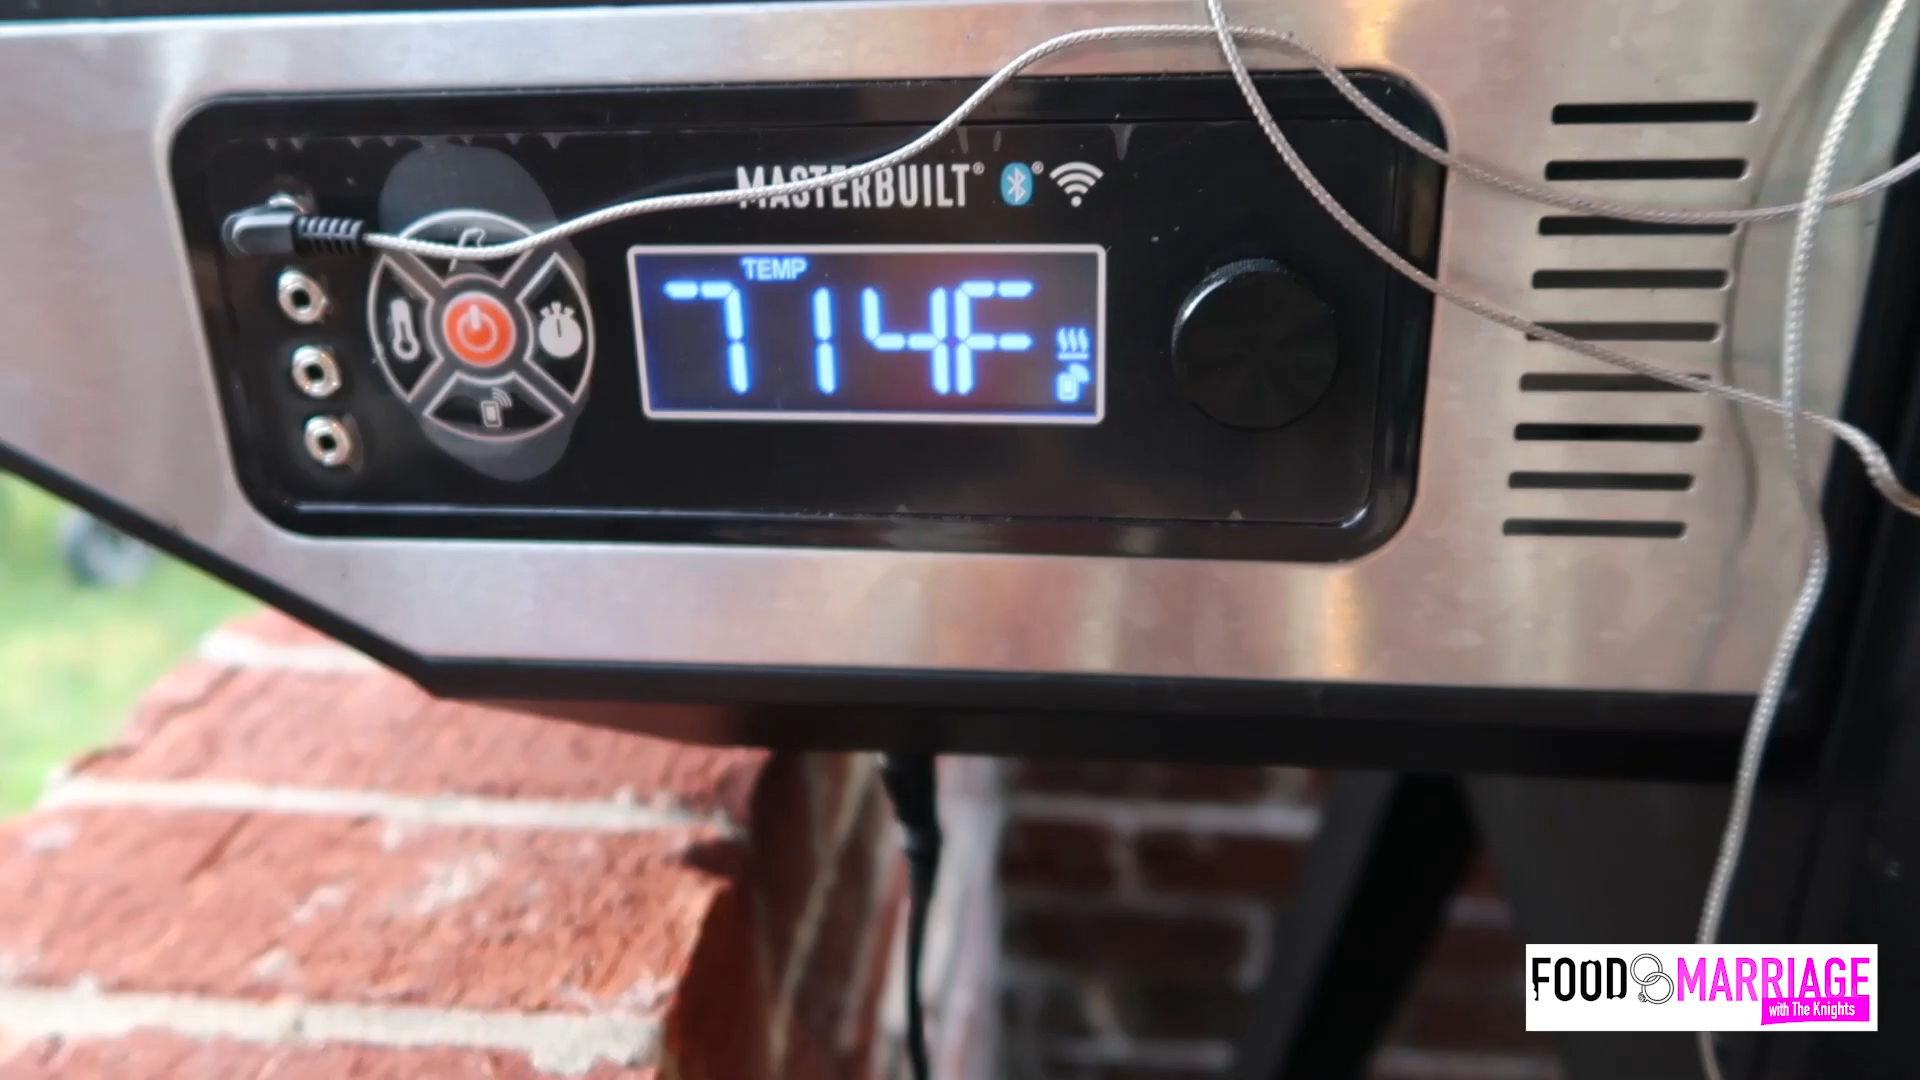 MASTERBUILT®
®
TEMP
714F
FOOD MARRIAGE
with The Knights